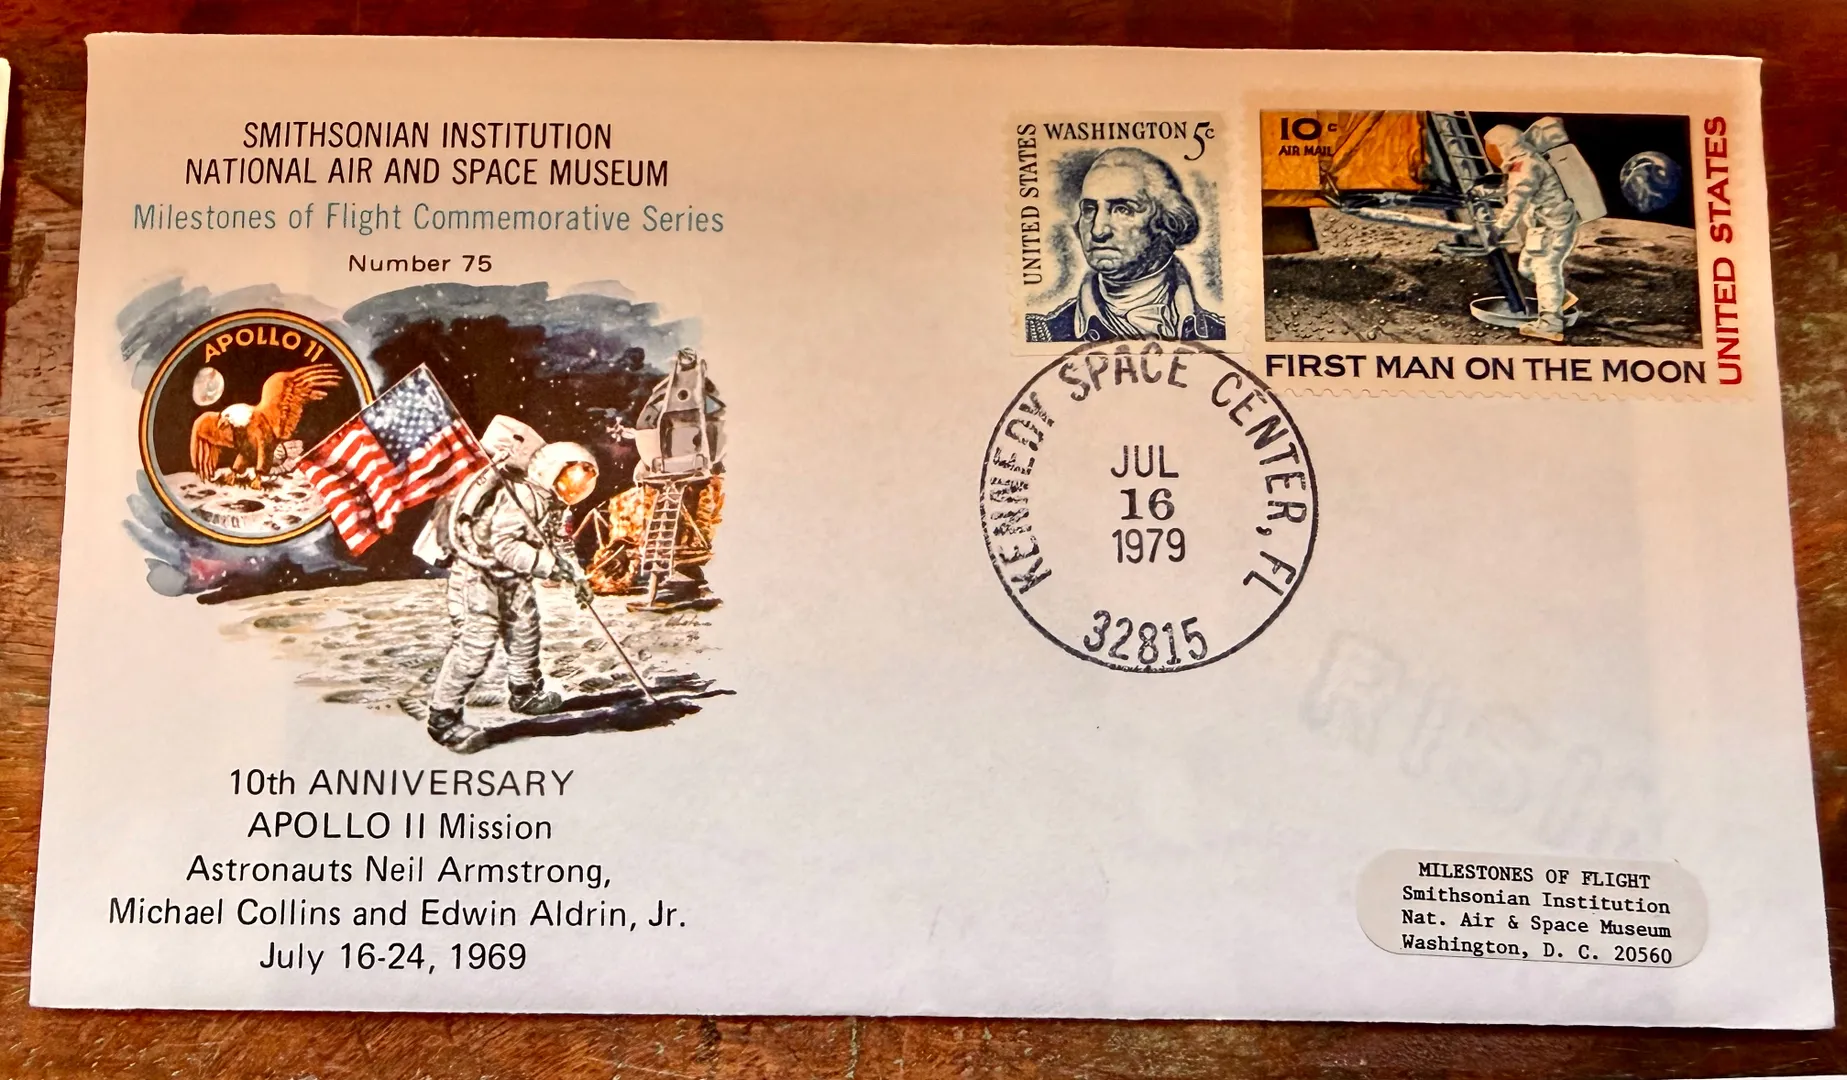 SMITHSONIAN INSTITUTION
NATIONAL AIR AND SPACE MUSEUM
Milestones of Flight Commemorative Series
Number 75
APOLLO 11
10th ANNIVERSARY
APOLLO 11 Mission
Astronauts Neil Armstrong,
Michael Collins and Edwin Aldrin, Jr.
July 16-24, 1969
UNITED STATES
WASHINGTON 5c
10c
AIR MAIL
UNITED STATES
FIRST MAN ON THE MOON
KENNEDY SPACE CENTER, FL
JUL
16
1979
32815
MILESTONES OF FLIGHT
Smithsonian Institution
Nat. Air & Space Museum
Washington, D. C. 20560